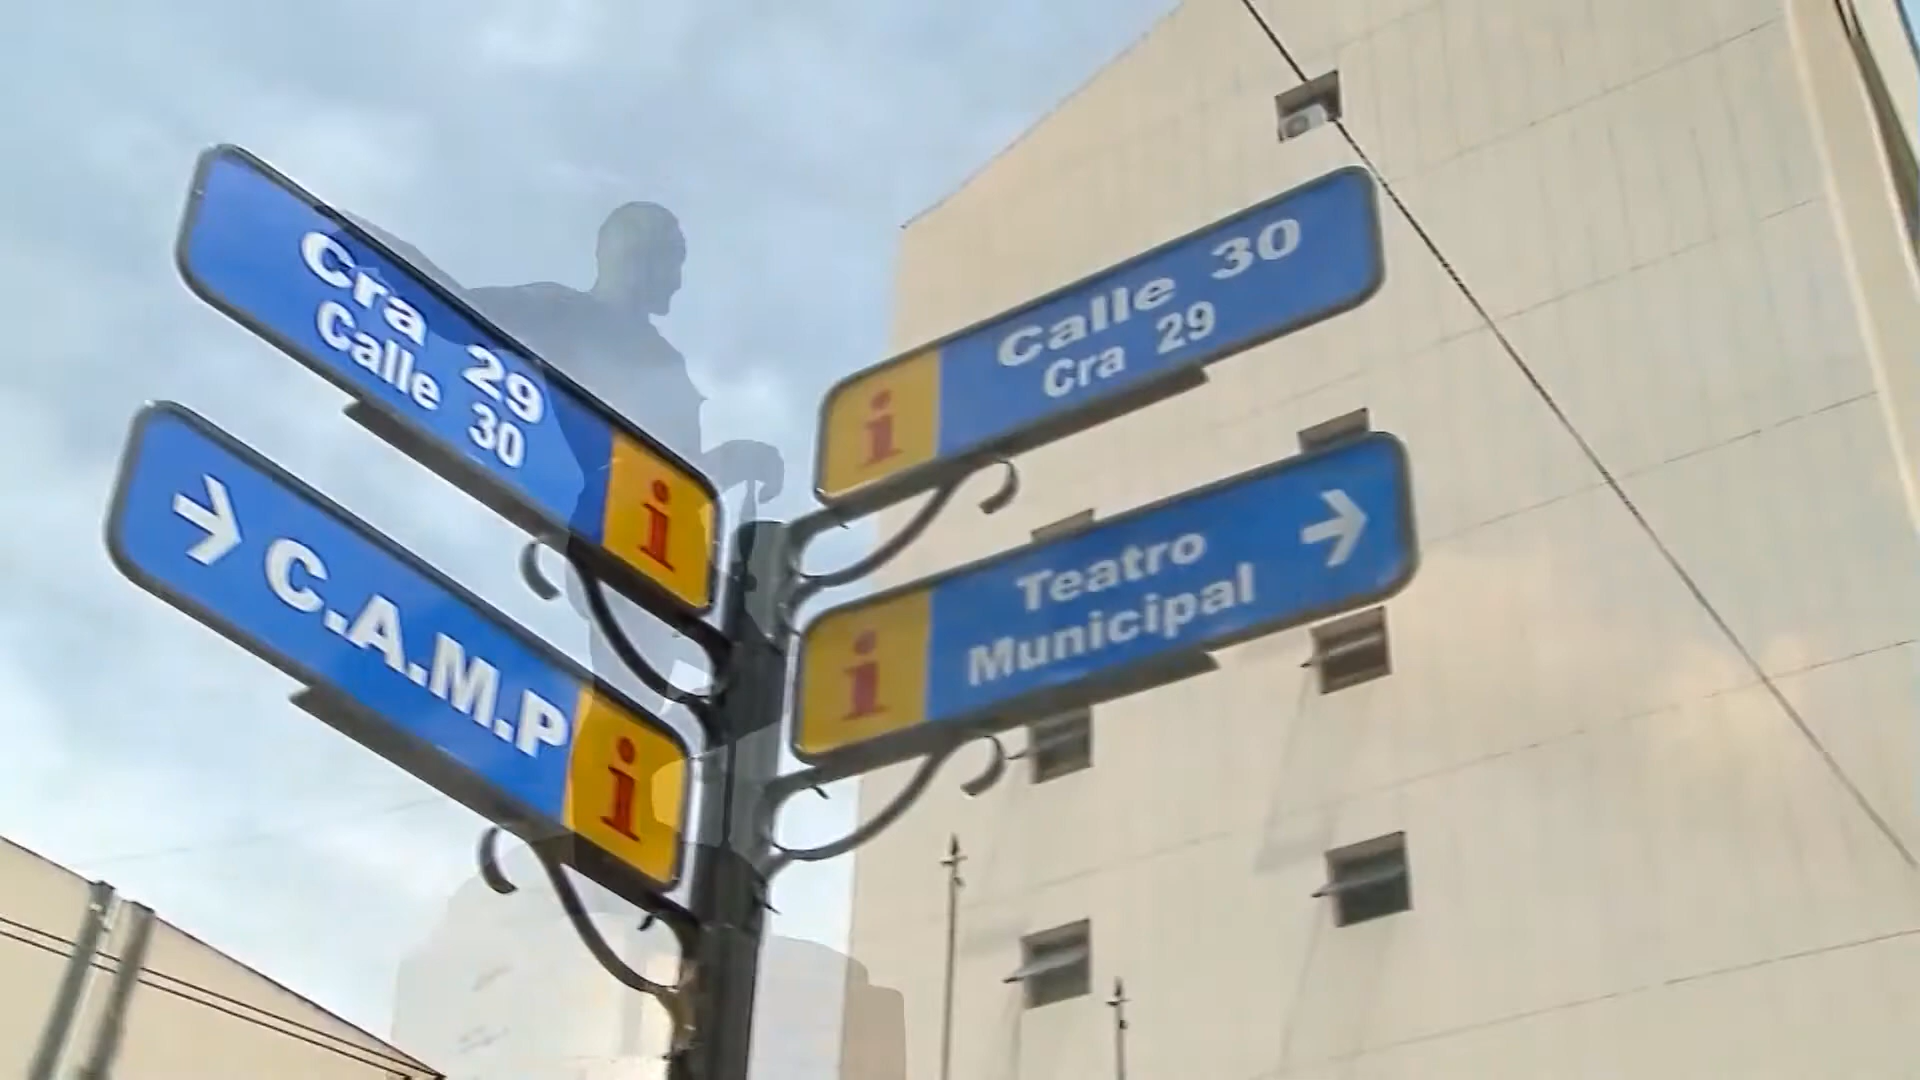 Cra 29
Calle 30
i
C.A.M.P
i
Calle 30
Cra 29
i
Teatro
Municipal
i